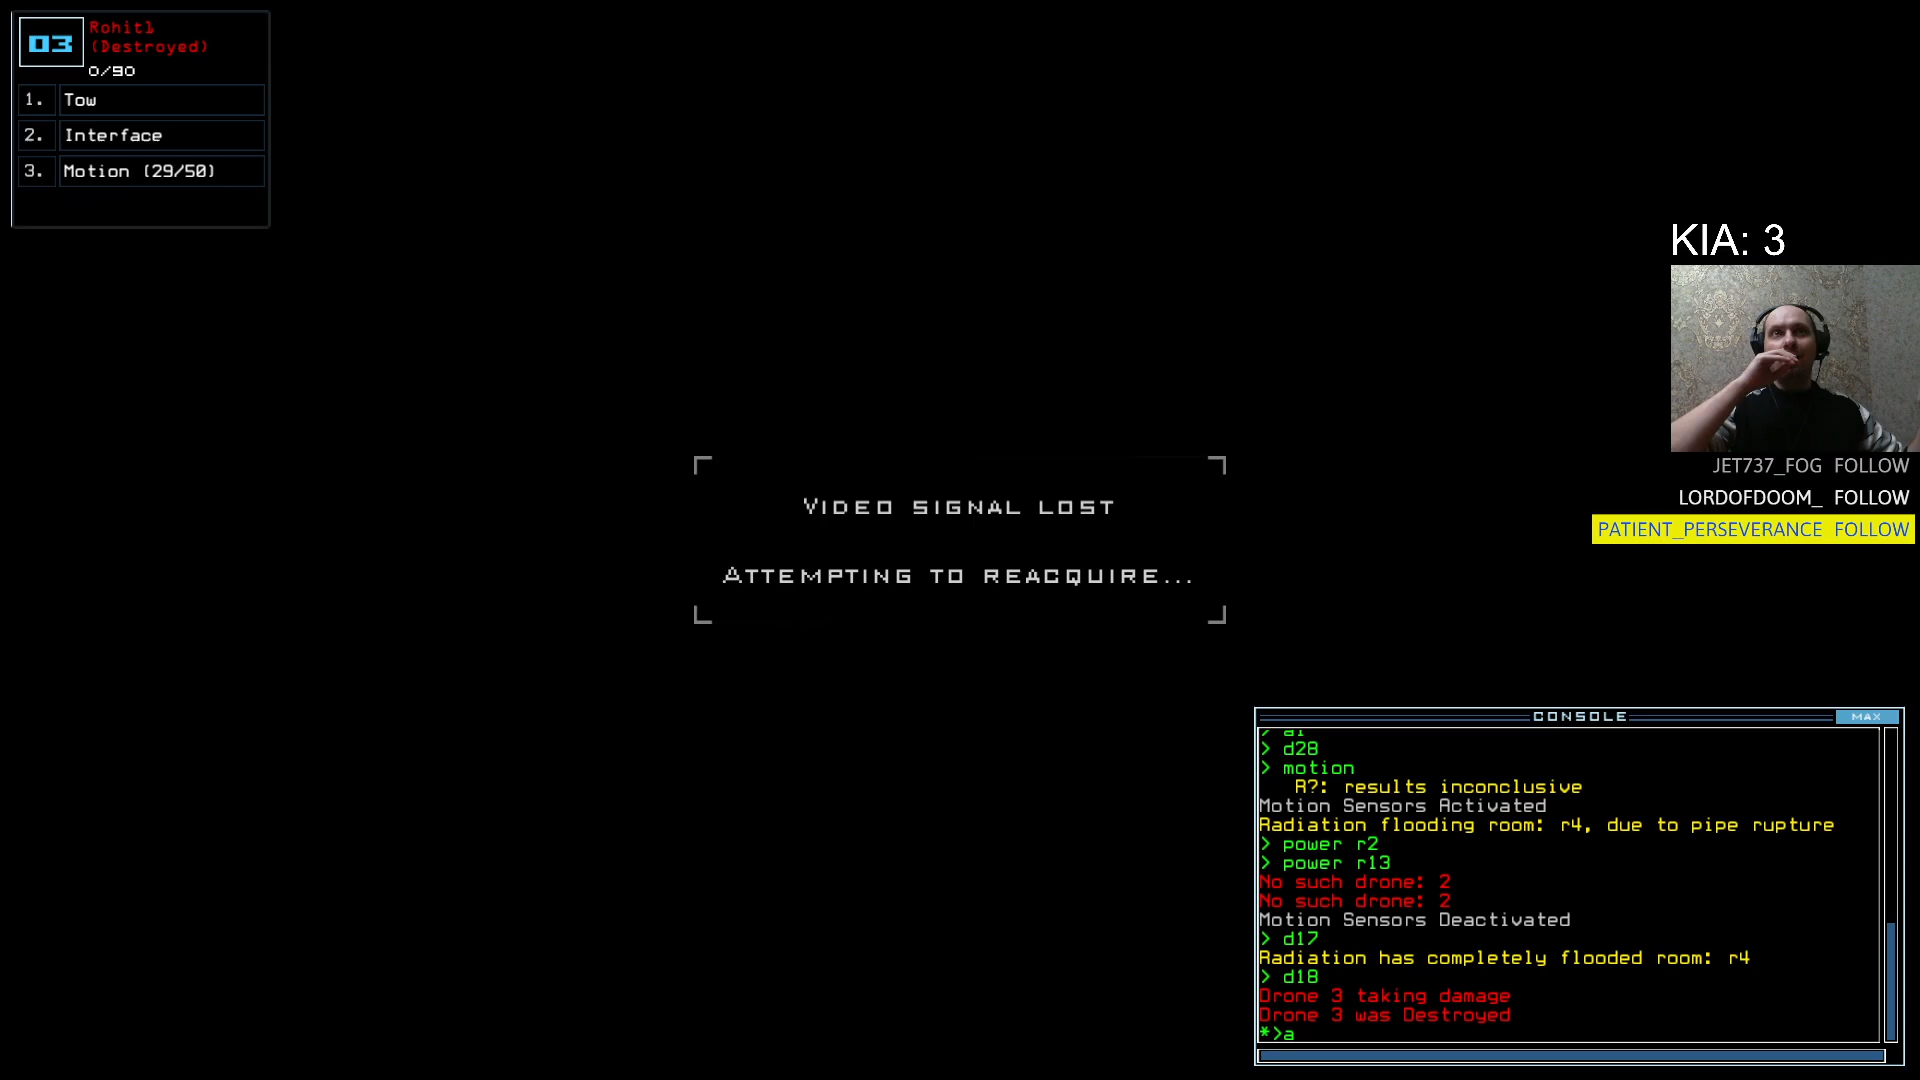 03
Rohit1
(Destroyed)
0/90
1. Tow
2. Interface
3. Motion (29/50)
KIA: 3
JET737_FOG FOLLOW
LORDOFDOOM_ FOLLOW
PATIENT_PERSEVERANCE FOLLOW
VIDEO SIGNAL LOST
ATTEMPTING TO REACQUIRE...
CONSOLE
MAX
> a1
> d28
> motion
R?: results inconclusive
Motion Sensors Activated
Radiation flooding room: r4, due to pipe rupture
> power r2
> power r13
No such drone: 2
No such drone: 2
Motion Sensors Deactivated
> d17
Radiation has completely flooded room: r4
> d18
Drone 3 taking damage
Drone 3 was Destroyed
*>a